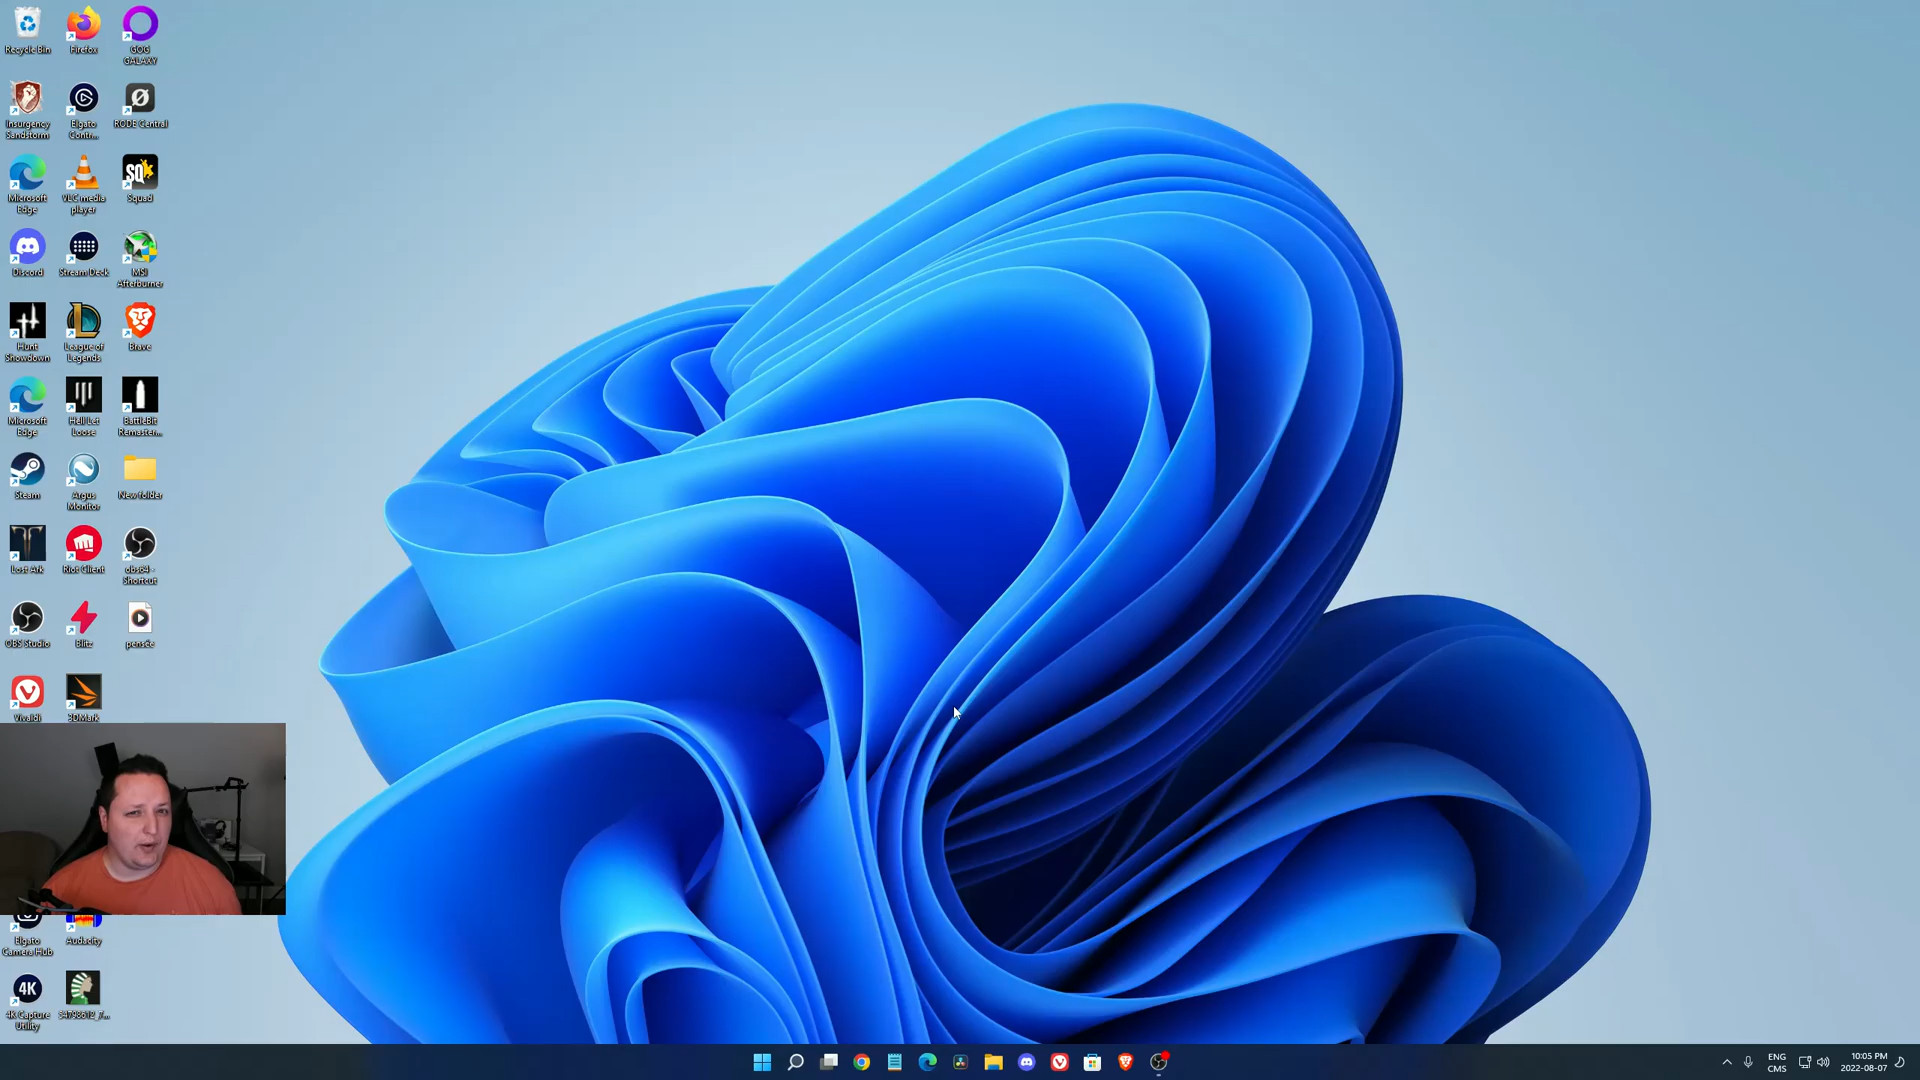 Recycle Bin
Firefox
GOG
GALAXY
Insurgency
Sandstorm
Elgato
Contr...
RODE Central
Microsoft
Edge
VLC media
player
SQ
Squad
Discord
Stream Deck
MSI
Afterburner
Hunt
Showdown
League of
Legends
Brave
Microsoft
Edge
Hell Let
Loose
BattleBit
Remaster...
Steam
Argus
Monitor
New folder
Lost Ark
Riot Client
obs64 -
Shortcut
OBS Studio
Blitz
pensée
Vivaldi
3DMark
Elgato
Camera Hub
Audacity
4K
4K Capture
Utility
ENG
CMS
10:05 PM
2022-08-07